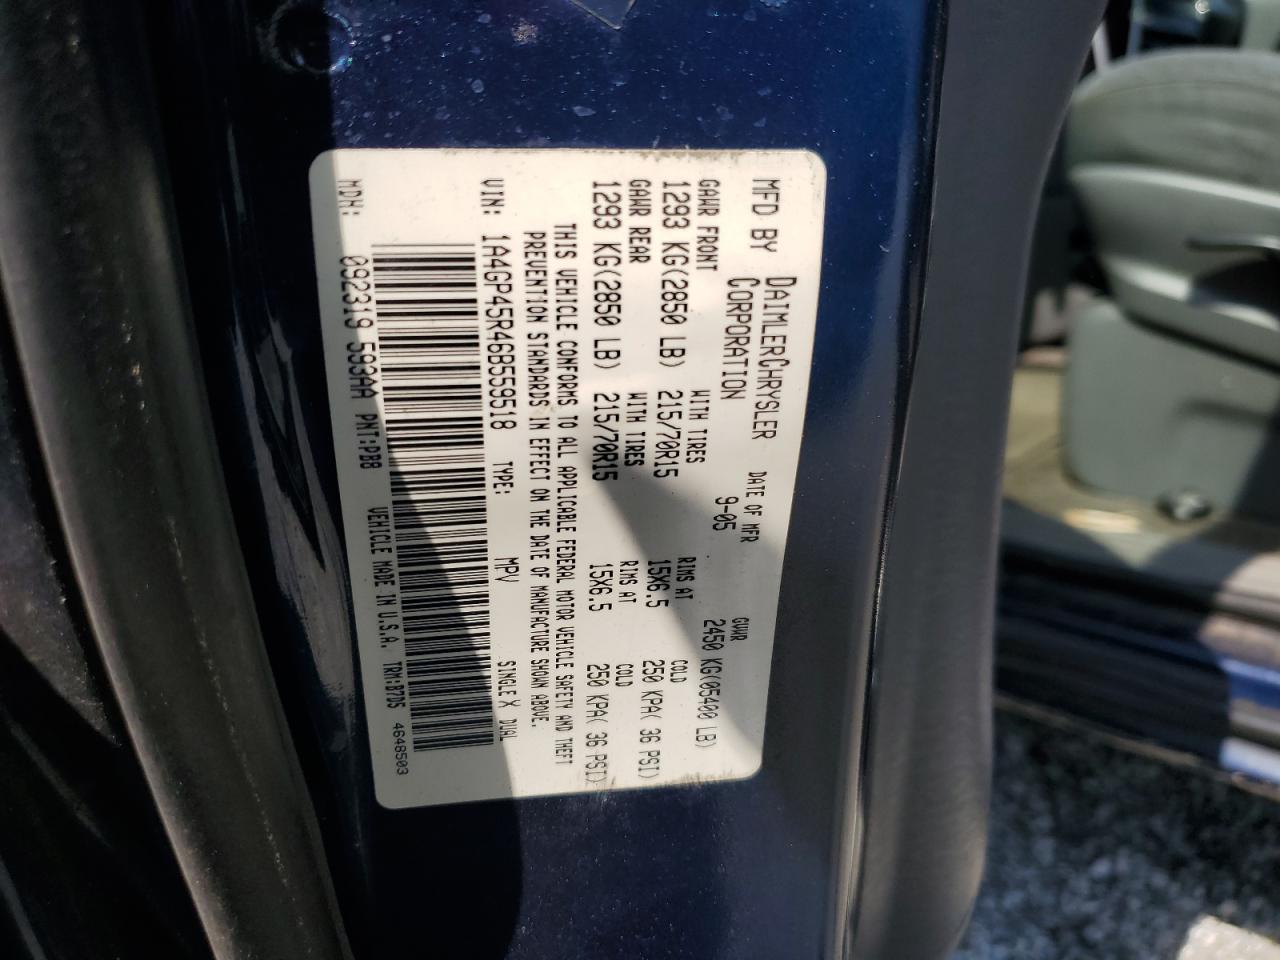 MFD BY DAIMLERCHRYSLER CORPORATION
DATE OF MFR 9-05
GVWR 2450 KG(05400 LB)
GAWR FRONT WITH TIRES RIMS AT COLD
1293 KG(2850 LB) 215/70R15 15X6.5 250 KPA( 36 PSI)
GAWR REAR WITH TIRES RIMS AT COLD
1293 KG(2850 LB) 215/70R15 15X6.5 250 KPA( 36 PSI)
THIS VEHICLE CONFORMS TO ALL APPLICABLE FEDERAL MOTOR VEHICLE SAFETY AND THEFT
PREVENTION STANDARDS IN EFFECT ON THE DATE OF MANUFACTURE SHOWN ABOVE.
VIN: 1A4GP45R46B559518 TYPE: MPV SINGLE X DUAL
MDH: 092319 593AA PNT:PB8 VEHICLE MADE IN U.S.A. TRM:B7D5 4648503